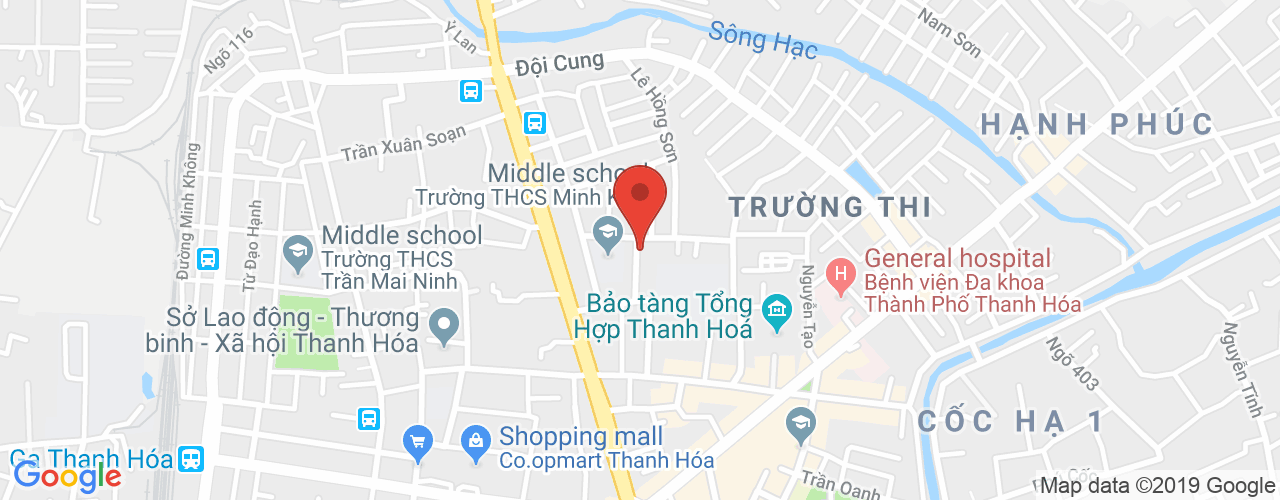 Ngõ 116
Ỷ Lan
Đội Cung
Sông Hạc
Nam Sơn
Lê Hồng Sơn
Trần Xuân Soạn
HẠNH PHÚC
Middle school
Trường THCS Minh K
TRƯỜNG THI
Đường Minh Không
Từ Đạo Hạnh
Middle school
Trường THCS
Trần Mai Ninh
General hospital
Bệnh viện Đa khoa
Thành Phố Thanh Hóa
H
Nguyễn Tạo
Bảo tàng Tổng
Hợp Thanh Hoá
Sở Lao động - Thương
binh - Xã hội Thanh Hóa
Ngõ 403
Nguyễn Tĩnh
CỐC HẠ 1
Shopping mall
Co.opmart Thanh Hóa
Ga Thanh Hóa
Google
Trần Oanh
Map data ©2019 Google